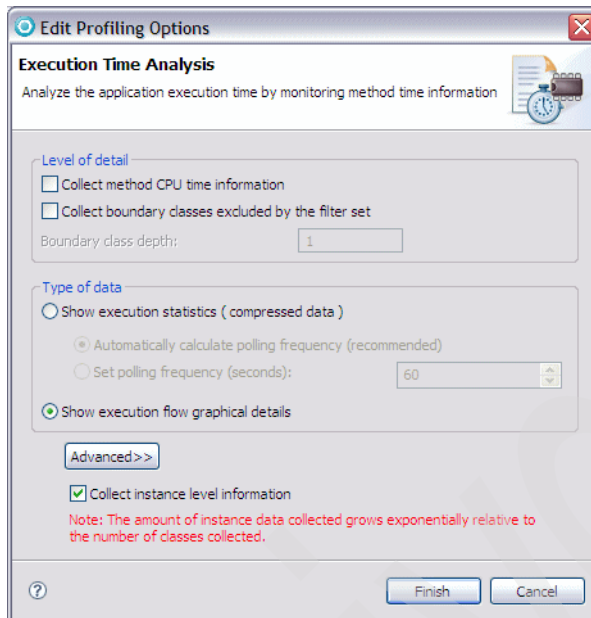 Edit Profiling Options
Execution Time Analysis
Analyze the application execution time by monitoring method time information
Level of detail
Collect method CPU time information
Collect boundary classes excluded by the filter set
Boundary class depth: 1
Type of data
Show execution statistics ( compressed data )
Automatically calculate polling frequency (recommended)
Set polling frequency (seconds): 60
Show execution flow graphical details
Advanced>>
Collect instance level information
Note: The amount of instance data collected grows exponentially relative to
the number of classes collected.
? Finish Cancel